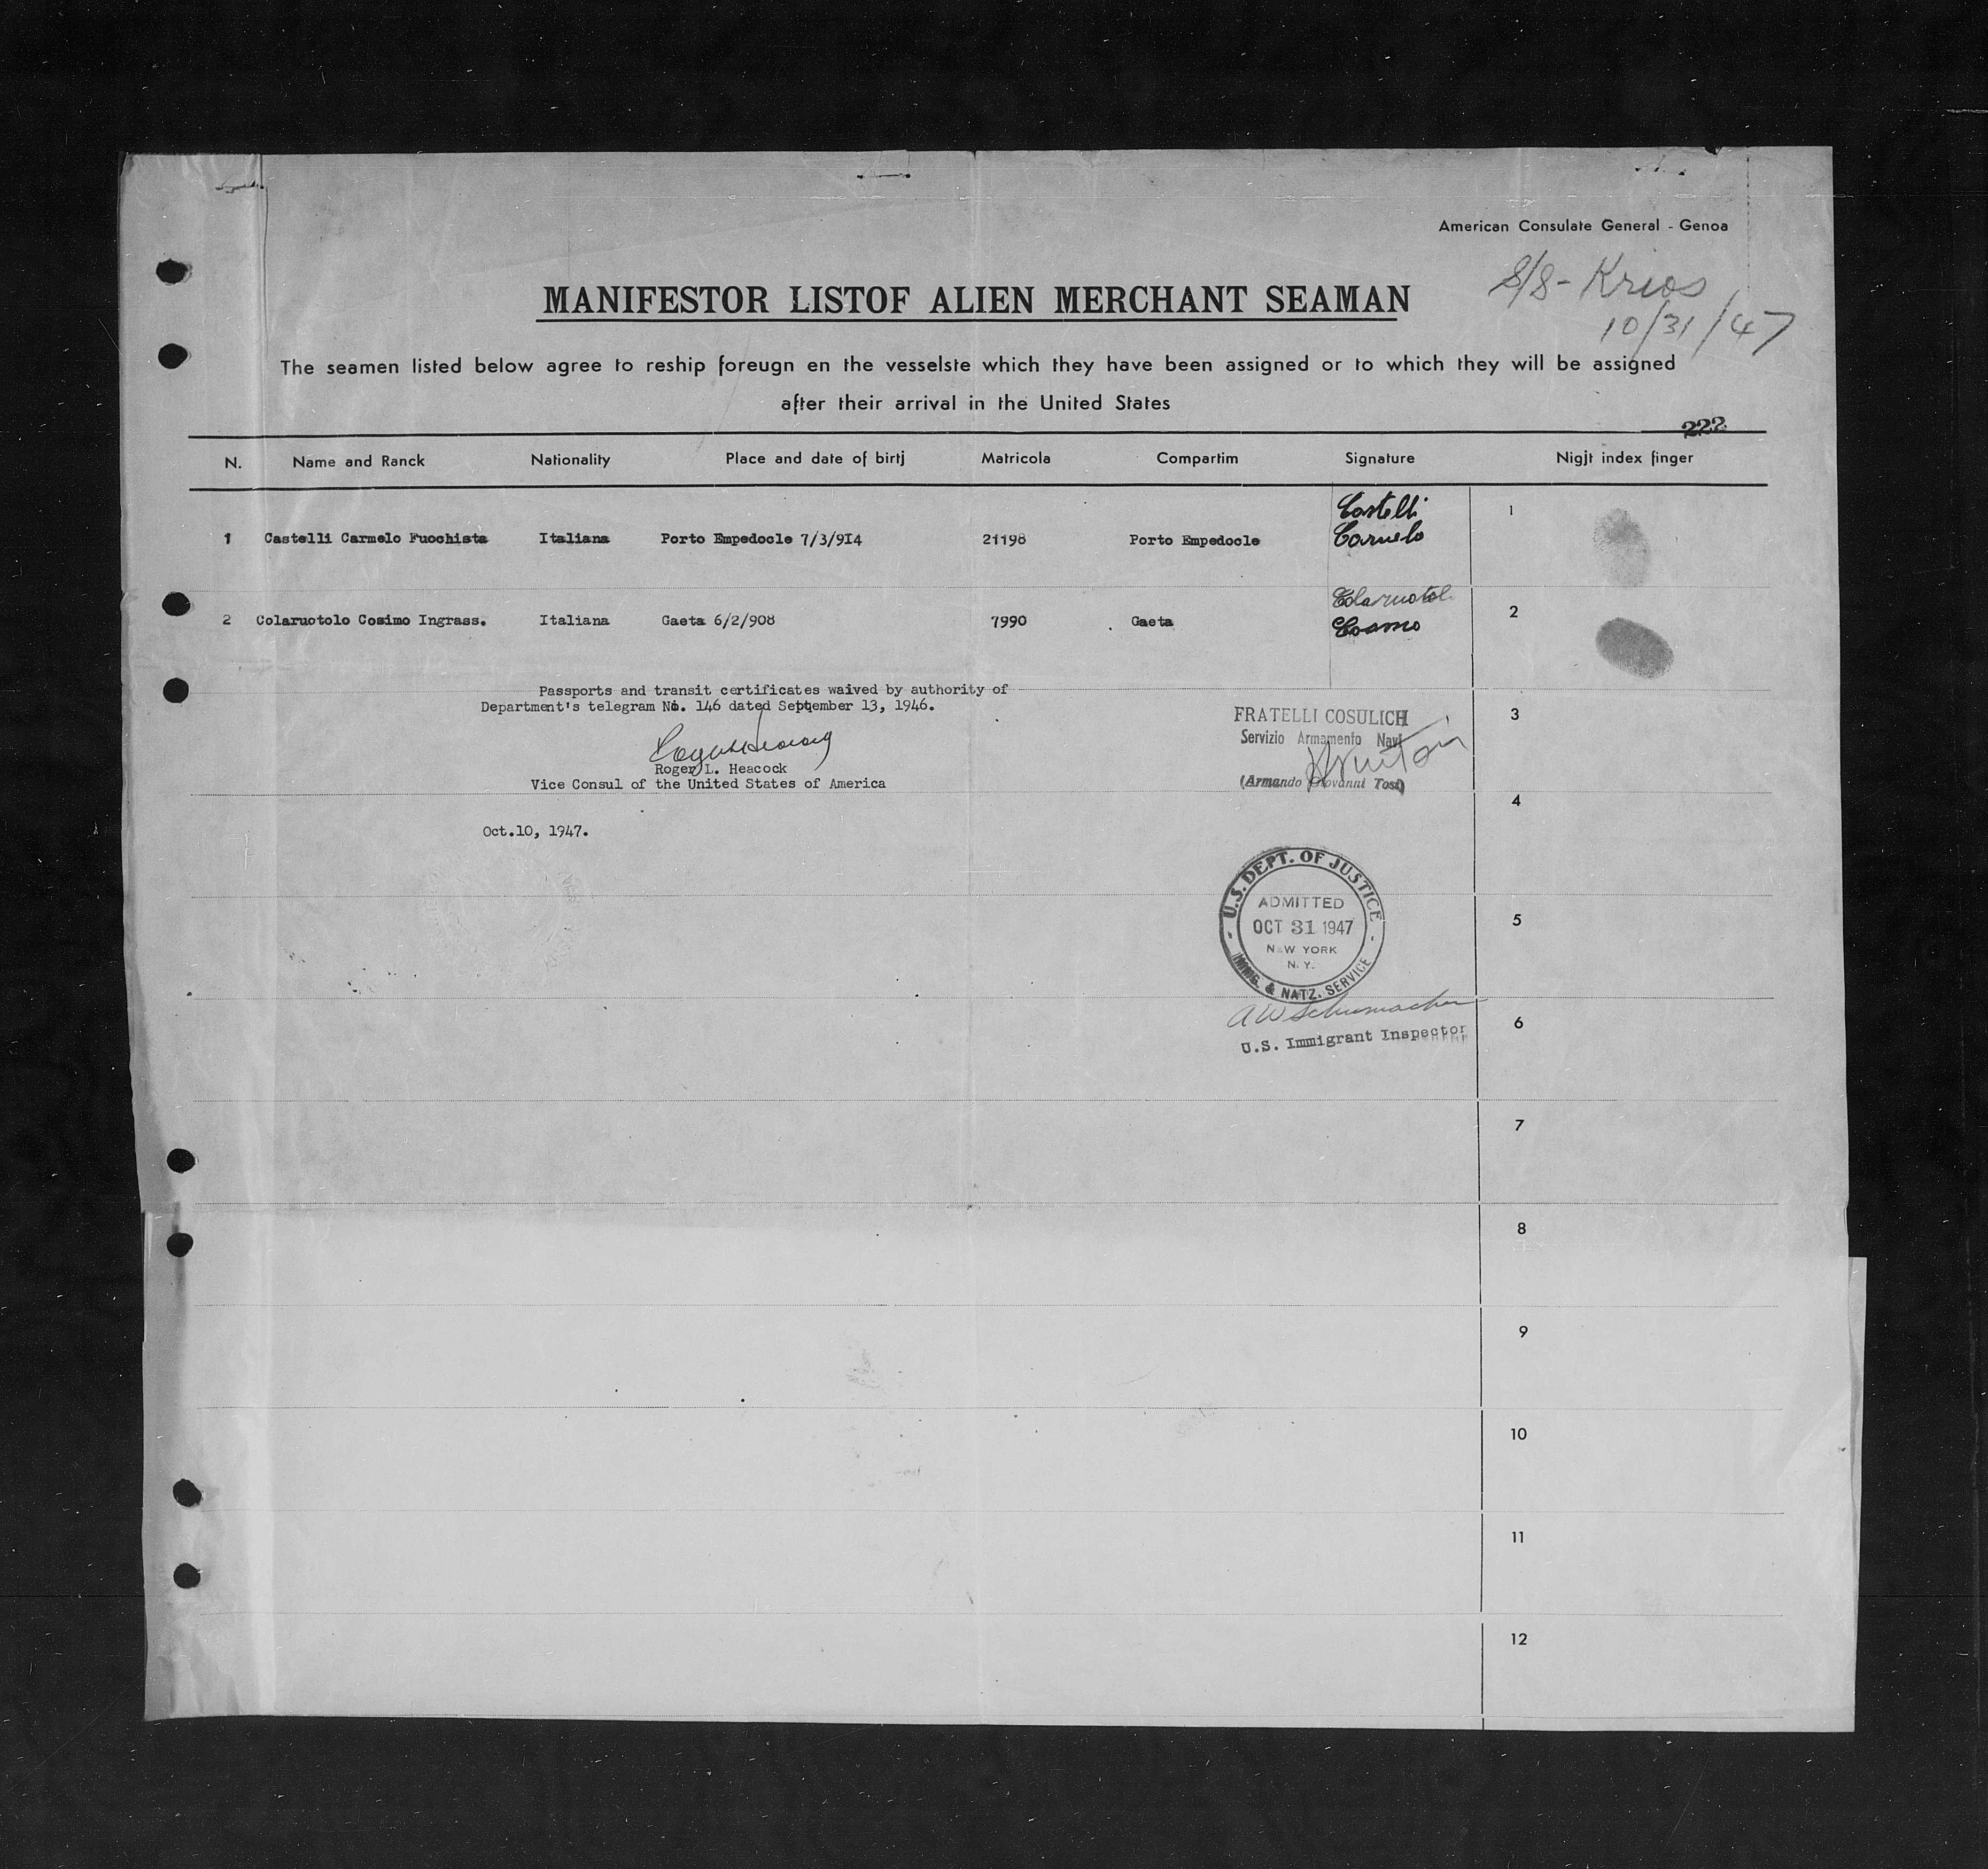 American Consulate General - Genoa
S/S - Krios
10/31/47
MANIFESTOR LISTOF ALIEN MERCHANT SEAMAN
The seamen listed below agree to reship foreugn en the vesselste which they have been assigned or to which they will be assigned
after their arrival in the United States
222
N. Name and Ranck Nationality Place and date of birtj Matricola Compartim Signature Nigjt index finger
1 Castelli Carmelo Fuochista Italiana Porto Empedocle 7/3/9I4 21198 Porto Empedocle Castelli Carmelo 1
2 Colaruotolo Cosimo Ingrass. Italiana Gaeta 6/2/908 7990 Gaeta Colaruotol Cosmo 2
Passports and transit certificates waived by authority of
Department's telegram No. 146 dated September 13, 1946.
Roger L. Heacock
Vice Consul of the United States of America
Oct.10, 1947.
FRATELLI COSULICH
Servizio Armamento Navi
(Armando Giovanni Tosi)
3
4
U.S. DEPT. OF JUSTICE
ADMITTED
OCT 31 1947
NEW YORK
N. Y.
IMMG. & NATZ. SERVICE
5
A W Schumacher
U.S. Immigrant Inspector
6
7
8
9
10
11
12